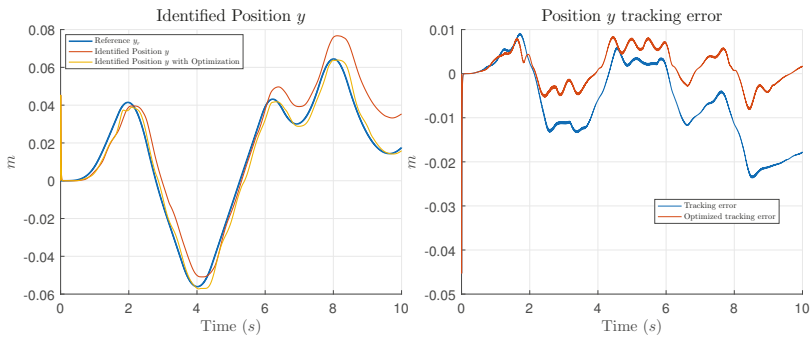 Identified Position y
0.08
0.06
0.04
0.02
0
-0.02
-0.04
-0.06
m
Reference yr
Identified Position y
Identified Position y with Optimization
0
2
4
6
8
10
Time (s)
Position y tracking error
0.01
0
-0.01
-0.02
-0.03
-0.04
-0.05
m
Tracking error
Optimized tracking error
0
2
4
6
8
10
Time (s)